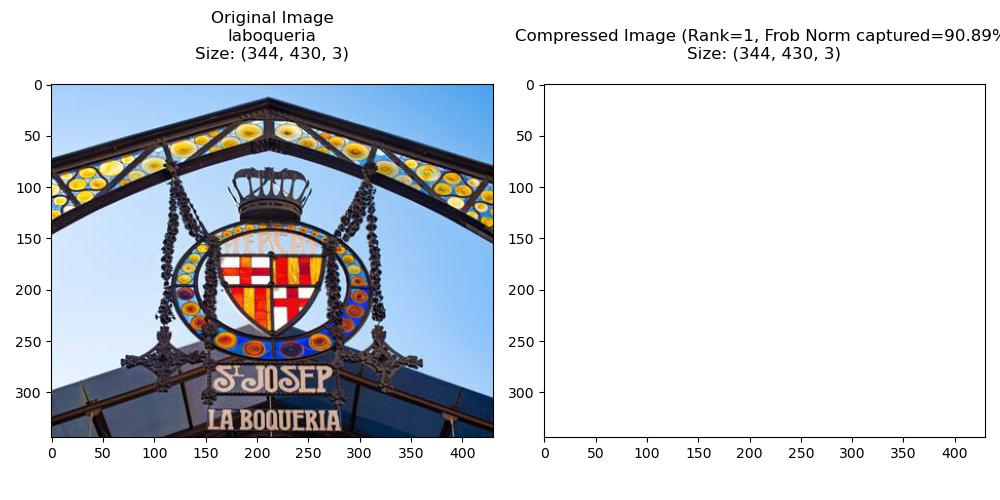 Original Image
laboqueria
Size: (344, 430, 3)
Compressed Image (Rank=1, Frob Norm captured=90.89%
Size: (344, 430, 3)
0
50
100
150
200
250
300
0 50 100 150 200 250 300 350 400
ST JOSEP
LA BOQUERIA
0
50
100
150
200
250
300
0 50 100 150 200 250 300 350 400